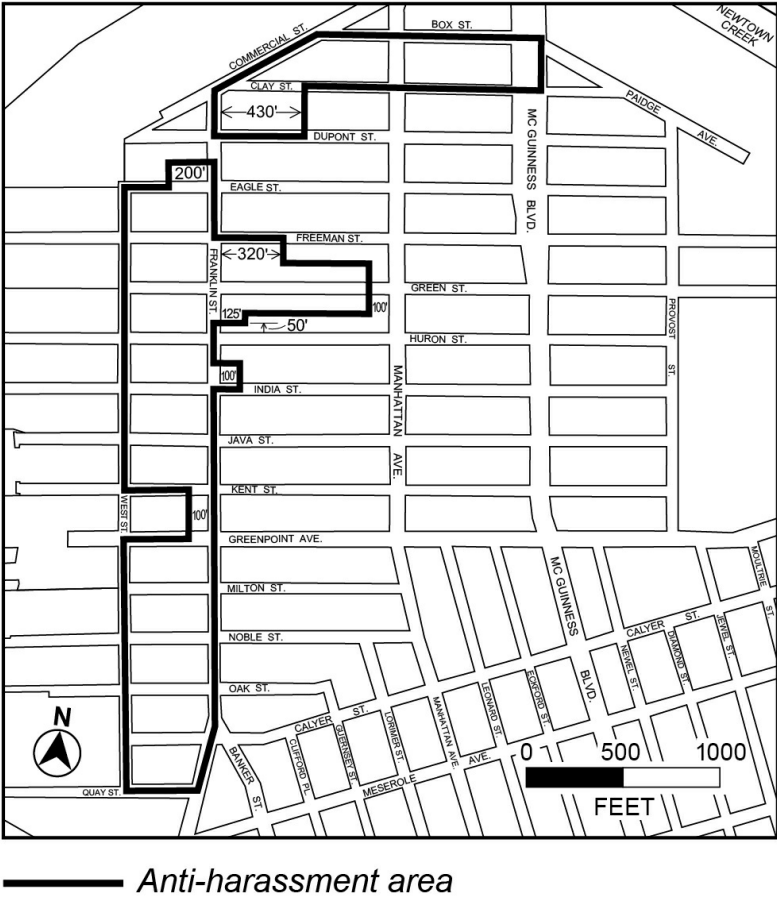 BOX ST.
NEWTOWN
CREEK
COMMERCIAL ST.
CLAY ST.
430'
PAIDGE
AVE.
DUPONT ST.
MC GUINNESS BLVD.
200'
EAGLE ST.
FREEMAN ST.
320'
FRANKLIN ST.
GREEN ST.
125'
100'
50'
PROVOST
ST.
HURON ST.
100'
INDIA ST.
MANHATTAN
AVE.
JAVA ST.
KENT ST.
WEST ST.
100'
GREENPOINT AVE.
MC GUINNESS
BLVD.
MOULTRIE
ST.
MILTON ST.
CALYER ST.
NOBLE ST.
NEWEL ST.
DIAMOND ST.
JEWEL ST.
OAK ST.
CALYER ST.
BANKER
ST.
CLIFFORD PL
GUERNSEY ST.
LORIMER ST.
MANHATTAN AVE.
LEONARD ST.
ECKFORD ST.
MESEROLE AVE.
N
QUAY ST.
0 500 1000
FEET
Anti-harassment area